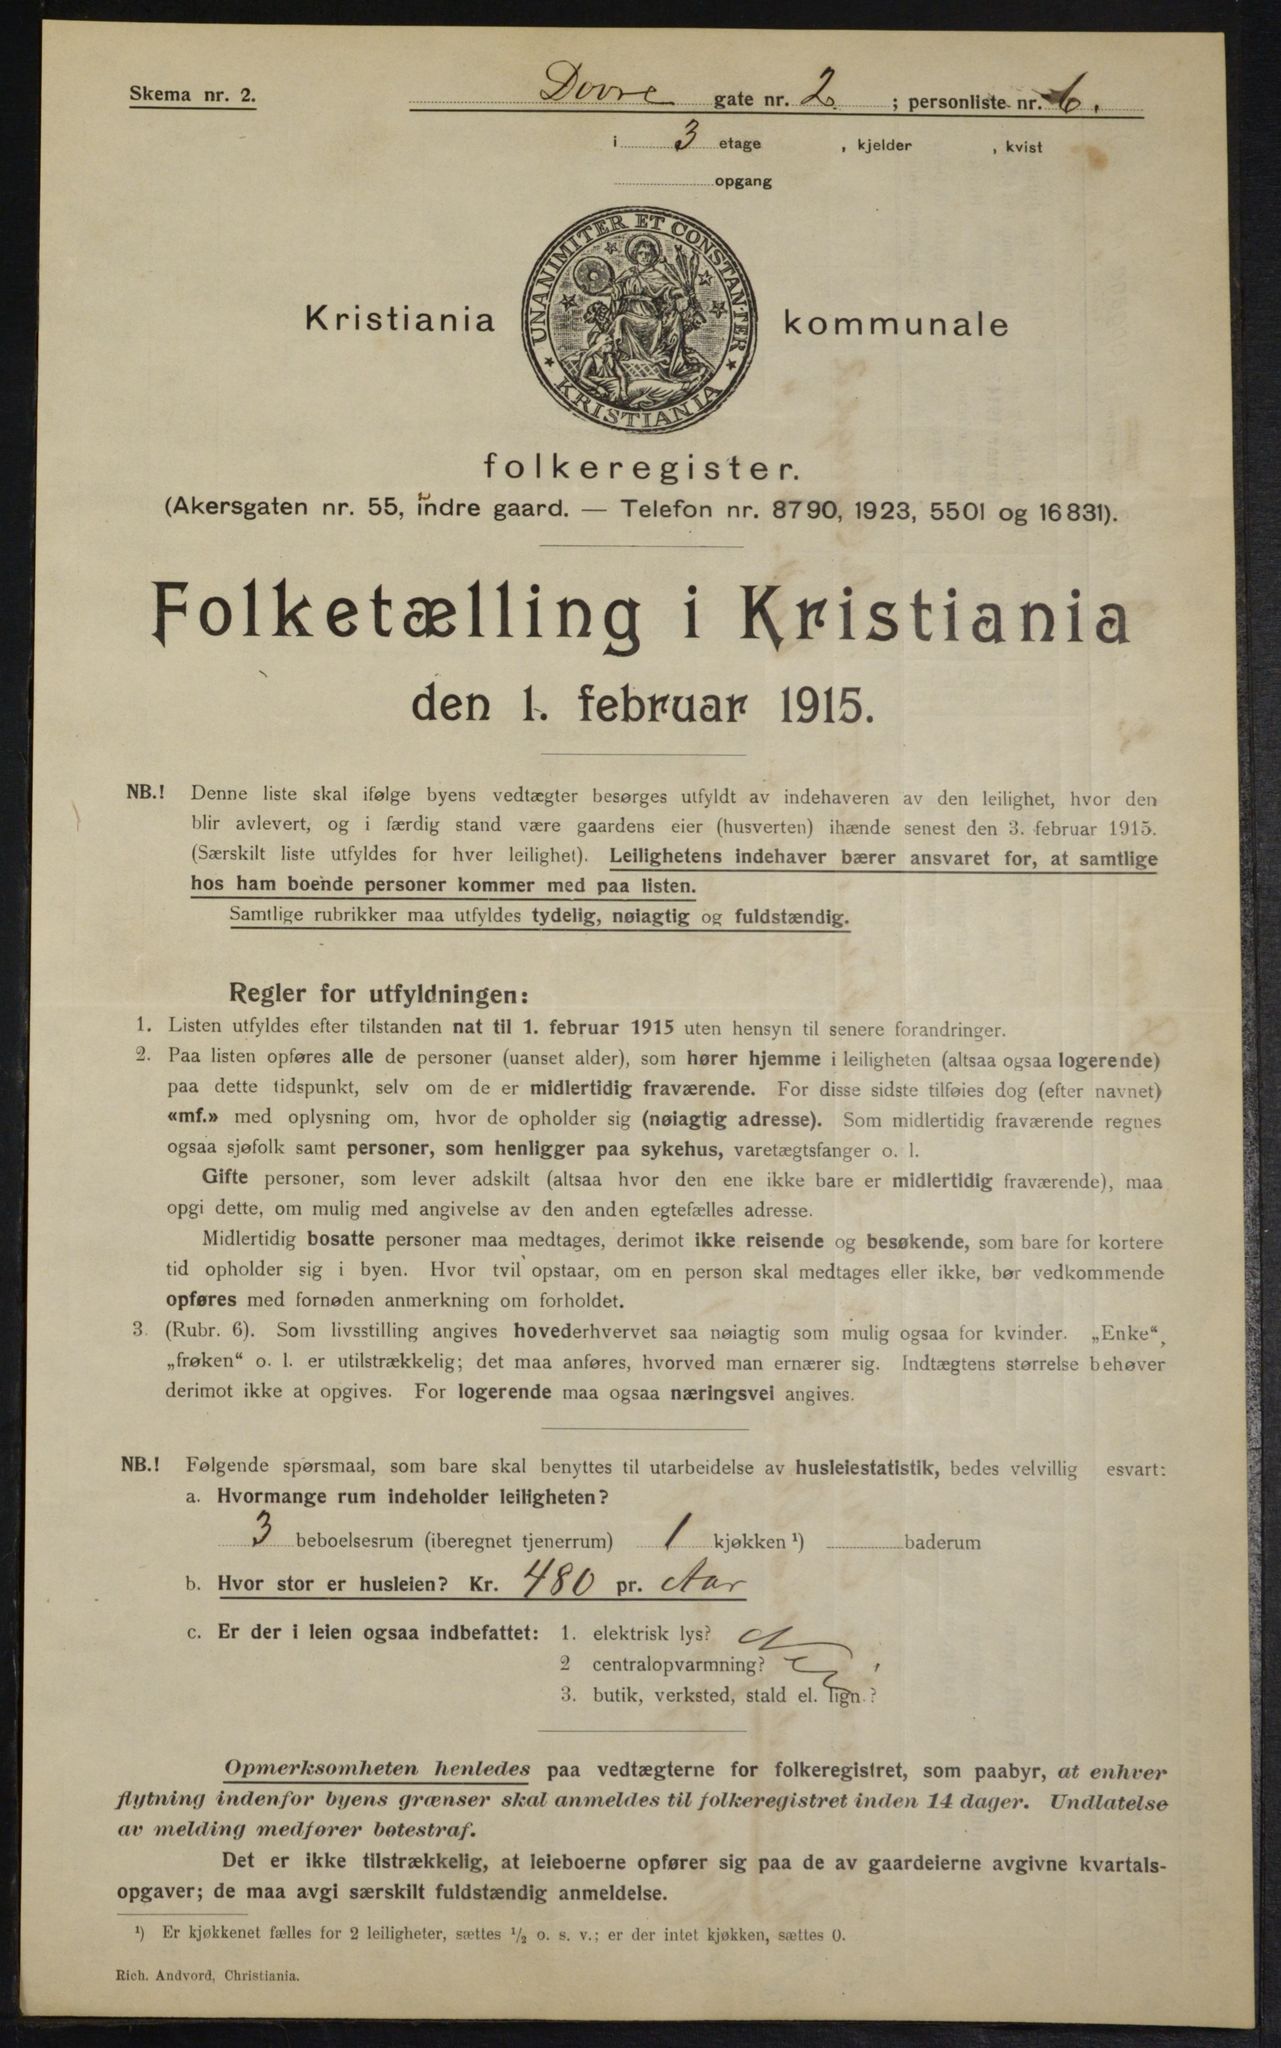 Skema nr. 2.
Dovre gate nr. 2 ; personliste nr. 6.
i 3 etage , kjelder , kvist
opgang
UNANIMITER ET CONSTANTER
KRISTIANIA
Kristiania kommunale
folkeregister.
(Akersgaten nr. 55, indre gaard. — Telefon nr. 8790, 1923, 5501 og 16831).
Folketælling i Kristiania
den 1. februar 1915.
NB.! Denne liste skal ifølge byens vedtægter besørges utfyldt av indehaveren av den leilighet, hvor den
blir avlevert, og i færdig stand være gaardens eier (husverten) ihænde senest den 3. februar 1915.
(Særskilt liste utfyldes for hver leilighet). Leilighetens indehaver bærer ansvaret for, at samtlige
hos ham boende personer kommer med paa listen.
Samtlige rubrikker maa utfyldes tydelig, nøiagtig og fuldstændig.
Regler for utfyldningen:
1. Listen utfyldes efter tilstanden nat til 1. februar 1915 uten hensyn til senere forandringer.
2. Paa listen opføres alle de personer (uanset alder), som hører hjemme i leiligheten (altsaa ogsaa logerende)
paa dette tidspunkt, selv om de er midlertidig fraværende. For disse sidste tilføies dog (efter navnet)
«mf.» med oplysning om, hvor de opholder sig (nøiagtig adresse). Som midlertidig fraværende regnes
ogsaa sjøfolk samt personer, som henligger paa sykehus, varetægtsfanger o. l.
Gifte personer, som lever adskilt (altsaa hvor den ene ikke bare er midlertidig fraværende), maa
opgi dette, om mulig med angivelse av den anden egtefælles adresse.
Midlertidig bosatte personer maa medtages, derimot ikke reisende og besøkende, som bare for kortere
tid opholder sig i byen. Hvor tvil opstaar, om en person skal medtages eller ikke, bør vedkommende
opføres med fornøden anmerkning om forholdet.
3. (Rubr. 6). Som livsstilling angives hovederhvervet saa nøiagtig som mulig ogsaa for kvinder. „Enke“,
„frøken“ o. l. er utilstrækkelig; det maa anføres, hvorved man ernærer sig. Indtægtens størrelse behøver
derimot ikke at opgives. For logerende maa ogsaa næringsvei angives.
NB.! Følgende spørsmaal, som bare skal benyttes til utarbeidelse av husleiestatistik, bedes velvillig esvart:
a. Hvormange rum indeholder leiligheten?
3 beboelsesrum (iberegnet tjenerrum) 1 kjøkken ¹) baderum
b. Hvor stor er husleien? Kr. 480 pr. Aar
c. Er der i leien ogsaa indbefattet: 1. elektrisk lys?
2 centralopvarmning? Nei
3. butik, verksted, stald el. lign.?
Opmerksomheten henledes paa vedtægterne for folkeregistret, som paabyr, at enhver
flytning indenfor byens grænser skal anmeldes til folkeregistret inden 14 dager. Undlatelse
av melding medfører bøtestraf.
Det er ikke tilstrækkelig, at leieboerne opfører sig paa de av gaardeierne avgivne kvartals-
opgaver; de maa avgi særskilt fuldstændig anmeldelse.
¹) Er kjøkkenet fælles for 2 leiligheter, sættes ½ o. s. v.; er der intet kjøkken, sættes 0.
Rich. Andvord, Christiania.